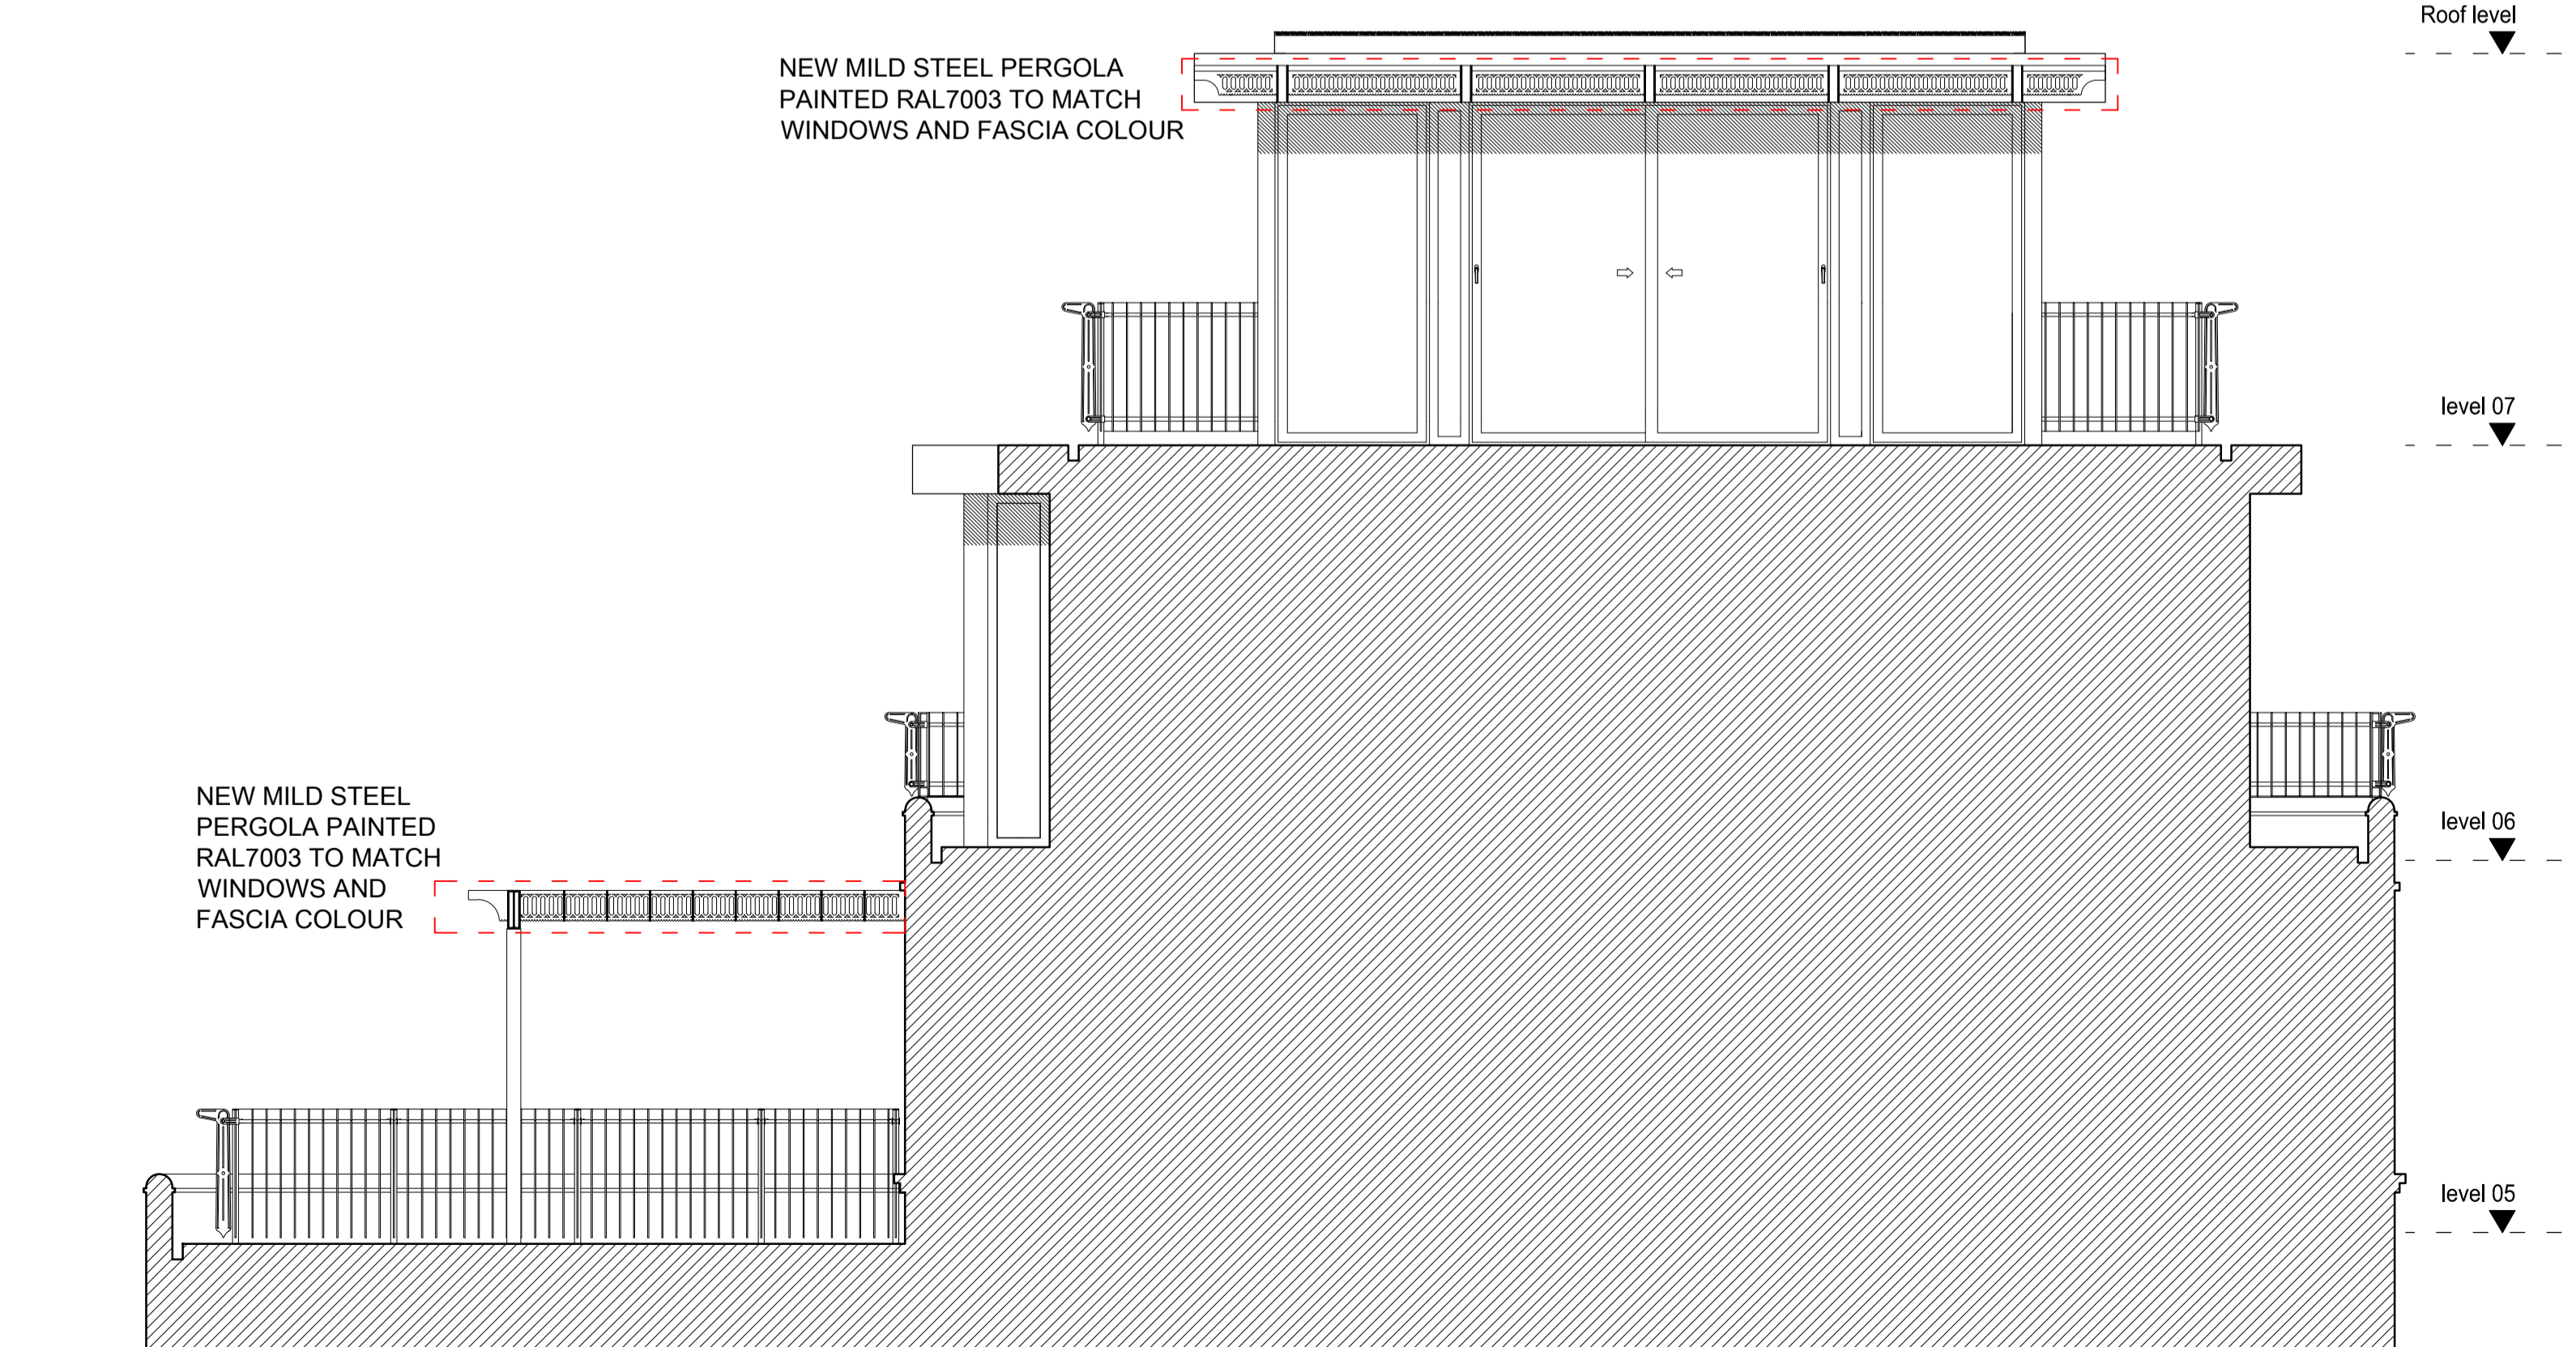 Roof level
NEW MILD STEEL PERGOLA
PAINTED RAL7003 TO MATCH
WINDOWS AND FASCIA COLOUR
level 07
NEW MILD STEEL
PERGOLA PAINTED
RAL7003 TO MATCH
WINDOWS AND
FASCIA COLOUR
level 06
level 05